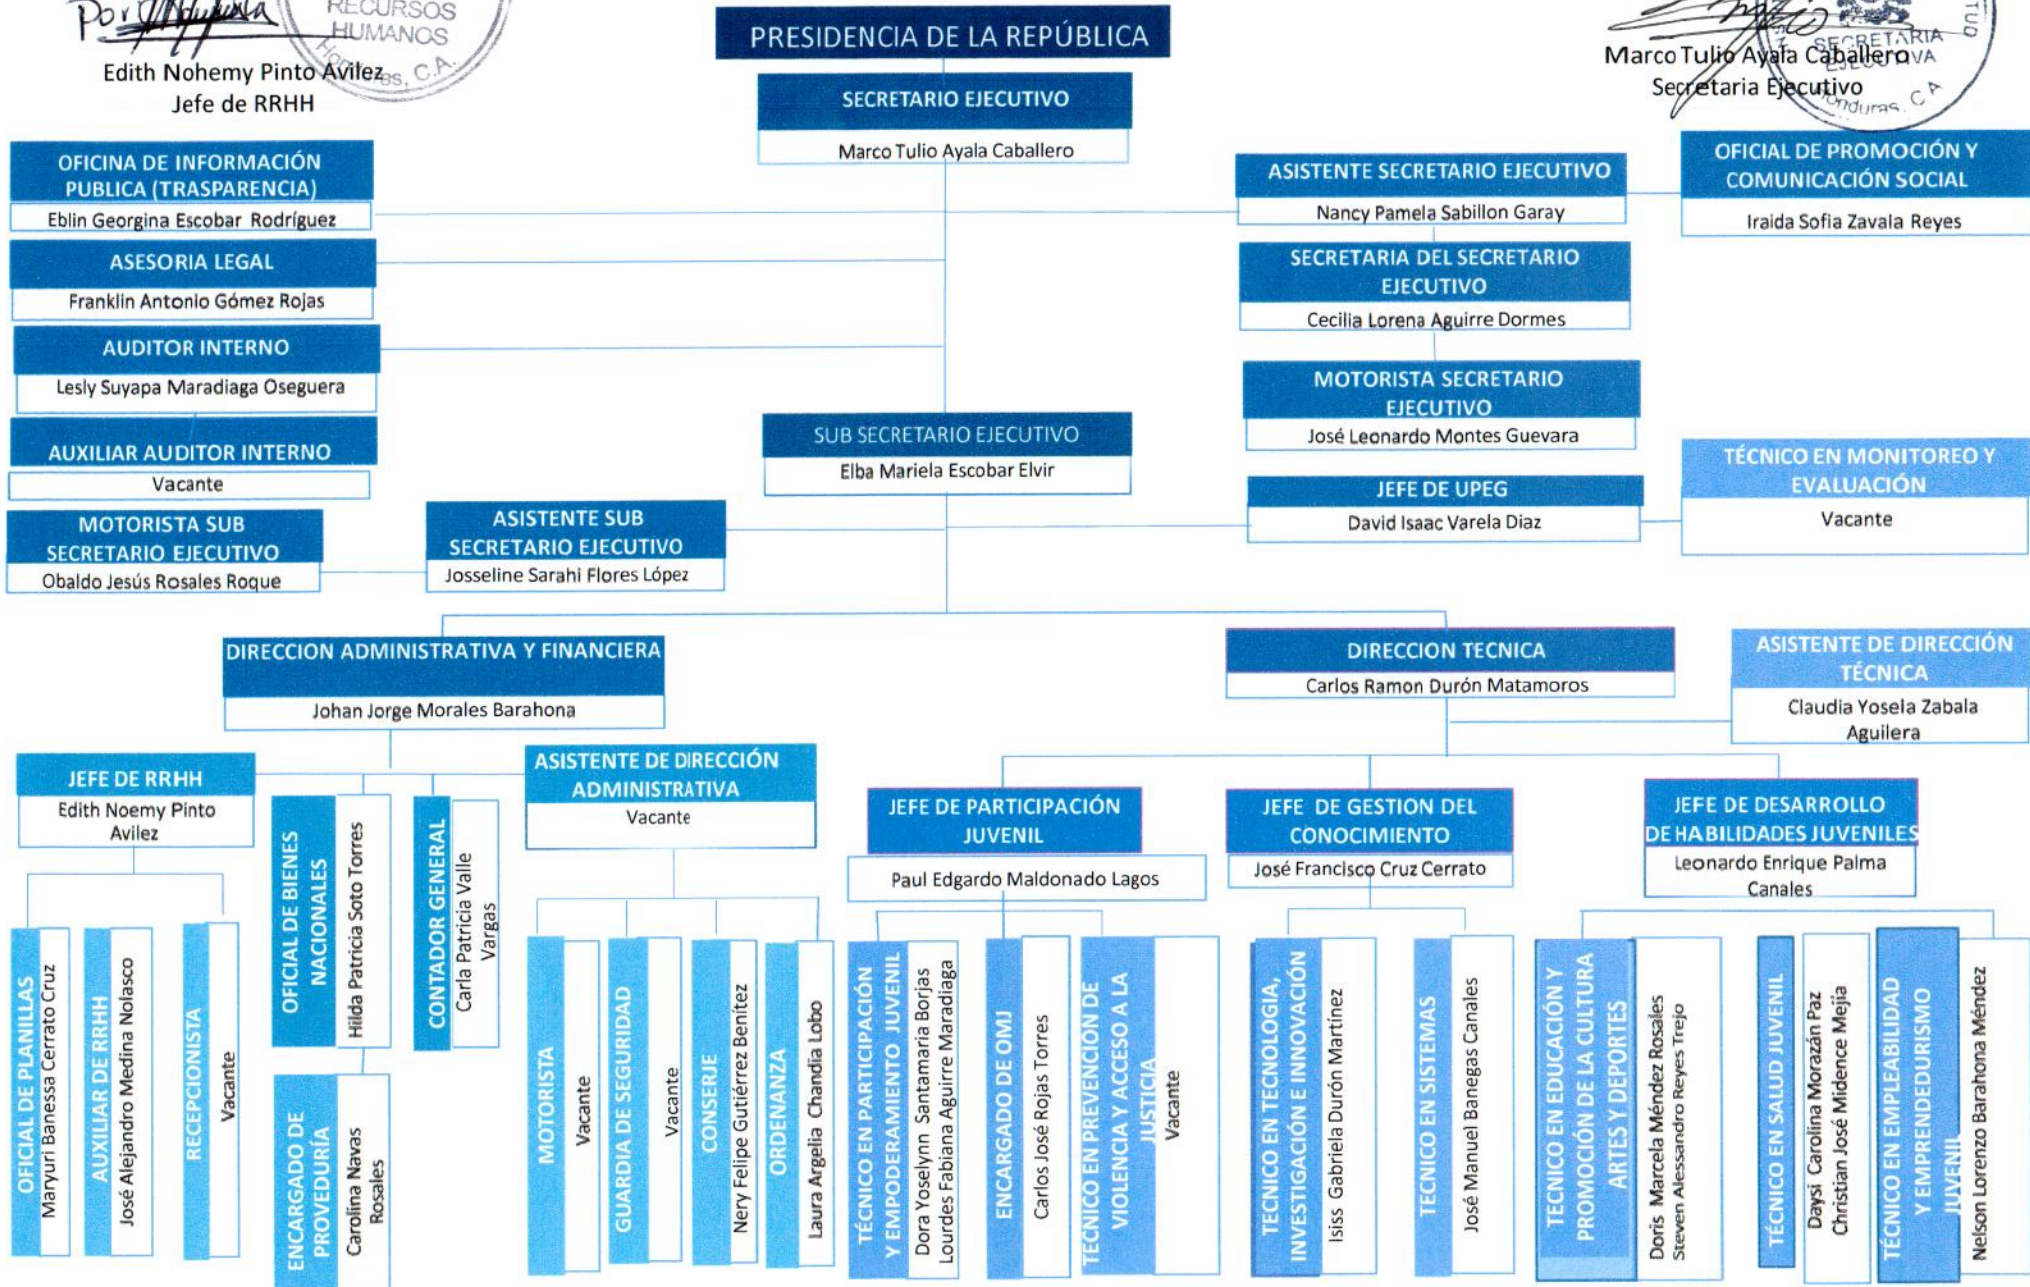 Por
RECURSOS
HUMANOS
Honduras, C.A.
Edith Nohemy Pinto Avilez
Jefe de RRHH
PRESIDENCIA DE LA REPÚBLICA
SECRETARIA
EJECUTIVA
Honduras, C.A
Marco Tulio Ayala Caballero
Secretaria Ejecutivo
SECRETARIO EJECUTIVO
Marco Tulio Ayala Caballero
OFICINA DE INFORMACIÓN
PUBLICA (TRASPARENCIA)
Eblin Georgina Escobar Rodríguez
ASISTENTE SECRETARIO EJECUTIVO
Nancy Pamela Sabillon Garay
OFICIAL DE PROMOCIÓN Y
COMUNICACIÓN SOCIAL
Iraida Sofia Zavala Reyes
ASESORIA LEGAL
Franklin Antonio Gómez Rojas
SECRETARIA DEL SECRETARIO
EJECUTIVO
Cecilia Lorena Aguirre Dormes
AUDITOR INTERNO
Lesly Suyapa Maradiaga Oseguera
MOTORISTA SECRETARIO
EJECUTIVO
José Leonardo Montes Guevara
AUXILIAR AUDITOR INTERNO
Vacante
SUB SECRETARIO EJECUTIVO
Elba Mariela Escobar Elvir
JEFE DE UPEG
David Isaac Varela Diaz
TÉCNICO EN MONITOREO Y
EVALUACIÓN
Vacante
MOTORISTA SUB
SECRETARIO EJECUTIVO
Obaldo Jesús Rosales Roque
ASISTENTE SUB
SECRETARIO EJECUTIVO
Josseline Sarahi Flores López
DIRECCION ADMINISTRATIVA Y FINANCIERA
Johan Jorge Morales Barahona
DIRECCION TECNICA
Carlos Ramon Durón Matamoros
ASISTENTE DE DIRECCIÓN
TÉCNICA
Claudia Yosela Zabala
Aguilera
JEFE DE RRHH
Edith Noemy Pinto
Avilez
OFICIAL DE BIENES
NACIONALES
Hilda Patricia Soto Torres
CONTADOR GENERAL
Carla Patricia Valle
Vargas
ASISTENTE DE DIRECCIÓN
ADMINISTRATIVA
Vacante
JEFE DE PARTICIPACIÓN
JUVENIL
Paul Edgardo Maldonado Lagos
JEFE DE GESTION DEL
CONOCIMIENTO
José Francisco Cruz Cerrato
JEFE DE DESARROLLO
DE HABILIDADES JUVENILES
Leonardo Enrique Palma
Canales
OFICIAL DE PLANILLAS
Maryuri Banessa Cerrato Cruz
AUXILIAR DE RRHH
José Alejandro Medina Nolasco
RECEPCIONISTA
Vacante
ENCARGADO DE
PROVEDURÍA
Carolina Navas
Rosales
MOTORISTA
Vacante
GUARDIA DE SEGURIDAD
Vacante
CONSERJE
Nery Felipe Gutiérrez Benítez
ORDENANZA
Laura Argelia Chandia Lobo
TÉCNICO EN PARTICIPACIÓN
Y EMPODERAMIENTO JUVENIL
Dora Yoselynn Santamaria Borjas
Lourdes Fabiana Aguirre Maradiaga
ENCARGADO DE OMJ
Carlos José Rojas Torres
TECNICO EN PREVENCION DE
VIOLENCIA Y ACCESO A LA
JUSTICIA
Vacante
TECNICO EN TECNOLOGIA,
INVESTIGACIÓN E INNOVACIÓN
Isiss Gabriela Durón Martínez
TECNICO EN SISTEMAS
José Manuel Banegas Canales
TECNICO EN EDUCACIÓN Y
PROMOCIÓN DE LA CULTURA
ARTES Y DEPORTES
Doris Marcela Méndez Rosales
Steven Alessandro Reyes Trejo
TÉCNICO EN SALUD JUVENIL
Daysi Carolina Morazán Paz
Christian José Midence Mejía
TÉCNICO EN EMPLEABILIDAD
Y EMPRENDEDURISMO
JUVENIL
Nelson Lorenzo Barahona Méndez